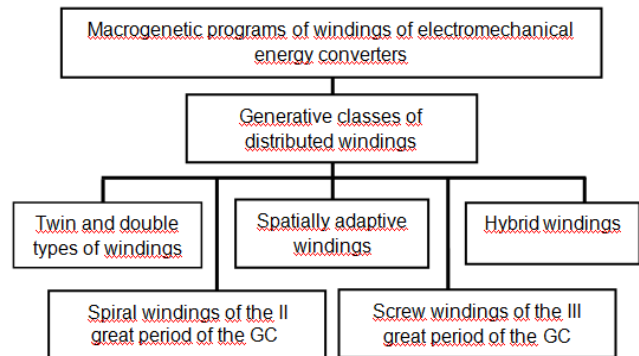 Macrogenetic programs of windings of electromechanical
energy converters
Generative classes of
distributed windings
Twin and double
types of windings
Spatially adaptive
windings
Hybrid windings
Spiral windings of the II
great period of the GC
Screw windings of the III
great period of the GC